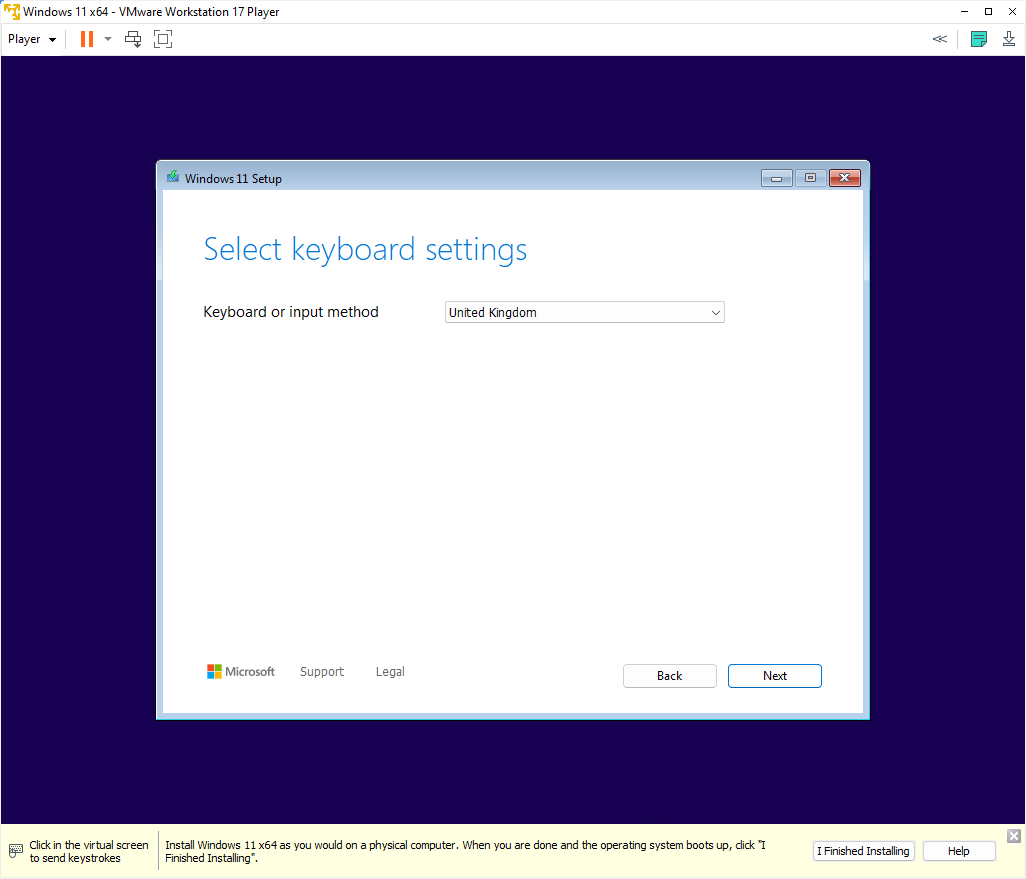 Windows 11 x64 - VMware Workstation 17 Player
Player
Windows 11 Setup
Select keyboard settings
Keyboard or input method
United Kingdom
Microsoft
Support
Legal
Back
Next
Click in the virtual screen
to send keystrokes
Install Windows 11 x64 as you would on a physical computer. When you are done and the operating system boots up, click "I
Finished Installing".
I Finished Installing
Help